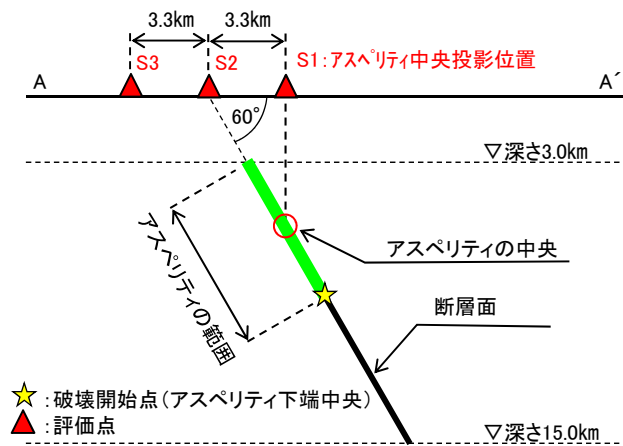 3.3km
3.3km
S3
S2
S1:アスペリティ中央投影位置
A
A´
60°
▽深さ3.0km
アスペリティの範囲
アスペリティの中央
断層面
:破壊開始点(アスペリティ下端中央)
:評価点
▽深さ15.0km